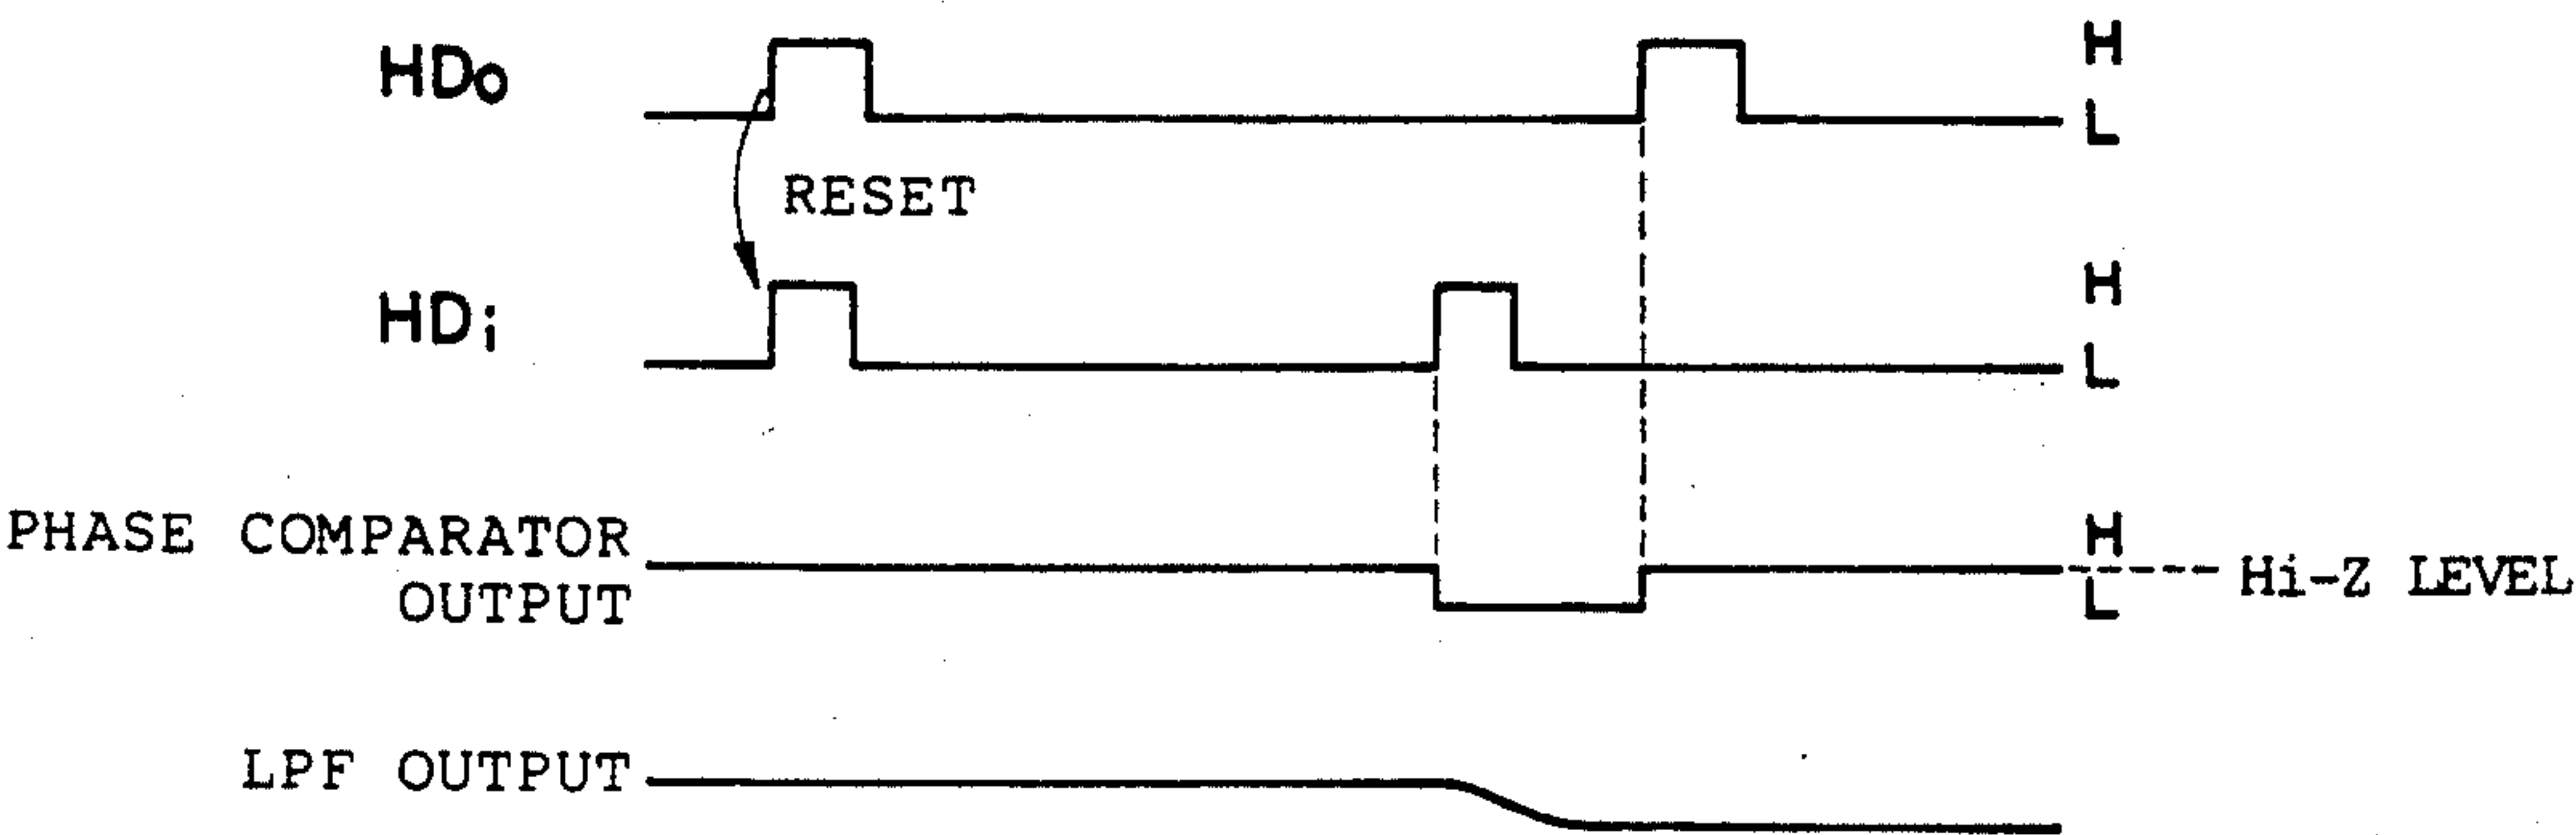 HDo
H
L
RESET
HDi
H
L
PHASE COMPARATOR
OUTPUT
H
L
Hi-Z LEVEL
LPF OUTPUT